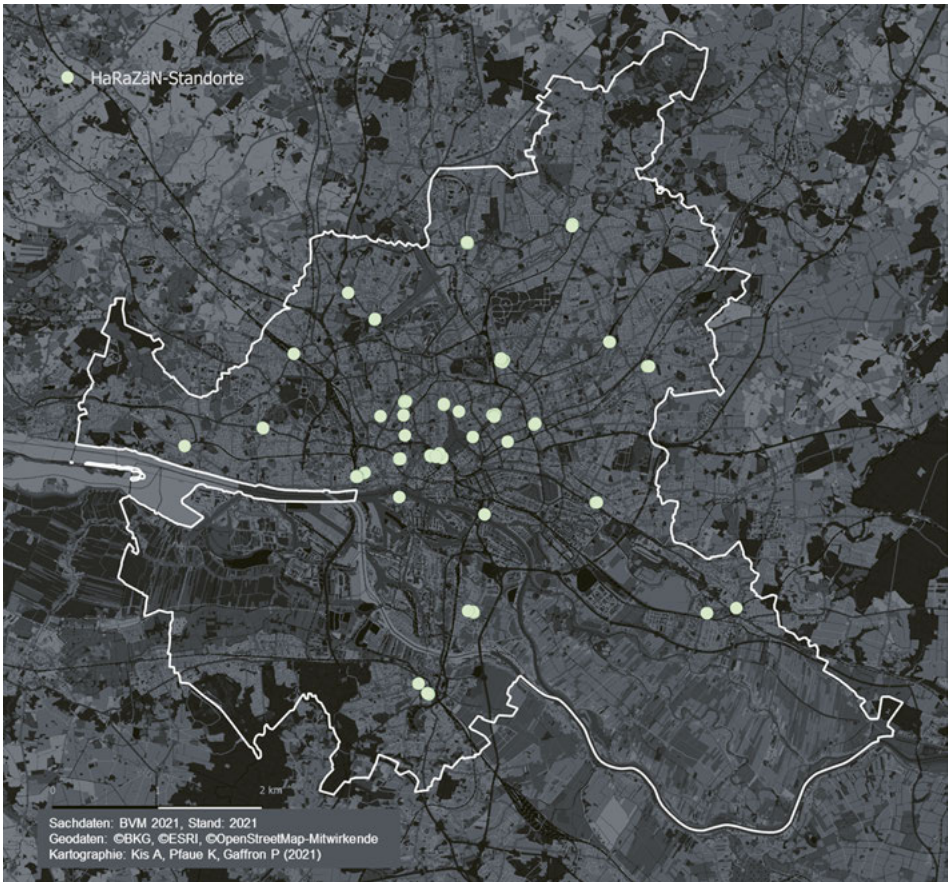 HaRaZäN-Standorte
0 1 2 km
Sachdaten: BVM 2021, Stand: 2021
Geodaten: ©BKG, ©ESRI, ©OpenStreetMap-Mitwirkende
Kartographie: Kis A, Pfaue K, Gaffron P (2021)